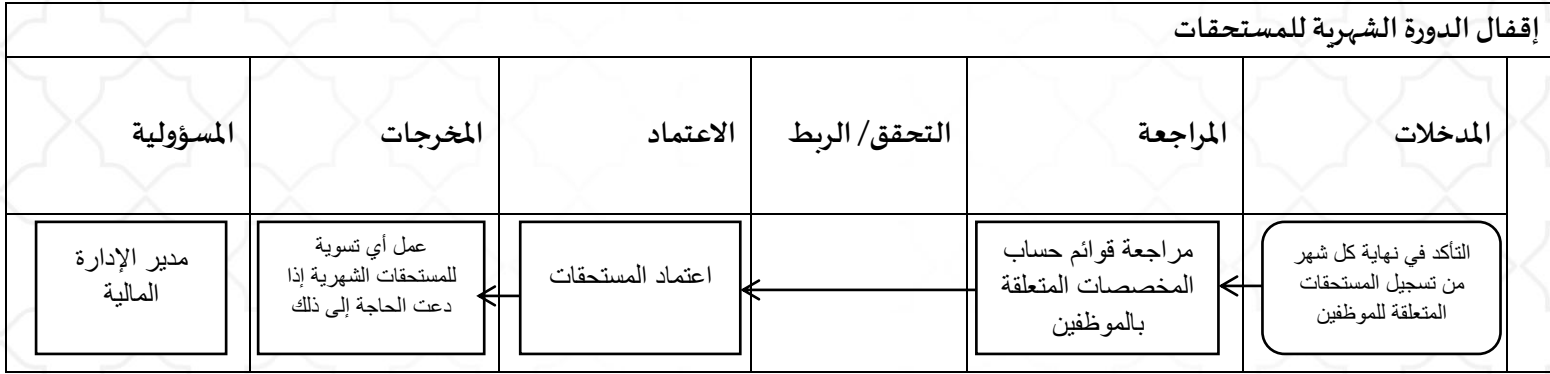 إقفال الدورة الشهرية للمستحقات
المدخلات
المراجعة
التحقق/ الربط
الاعتماد
المخرجات
المسؤولية
التأكد في نهاية كل شهر
من تسجيل المستحقات
المتعلقة للموظفين
مراجعة قوائم حساب
المخصصات المتعلقة
بالموظفين
اعتماد المستحقات
عمل أي تسوية
للمستحقات الشهرية إذا
دعت الحاجة إلى ذلك
مدير الإدارة
المالية